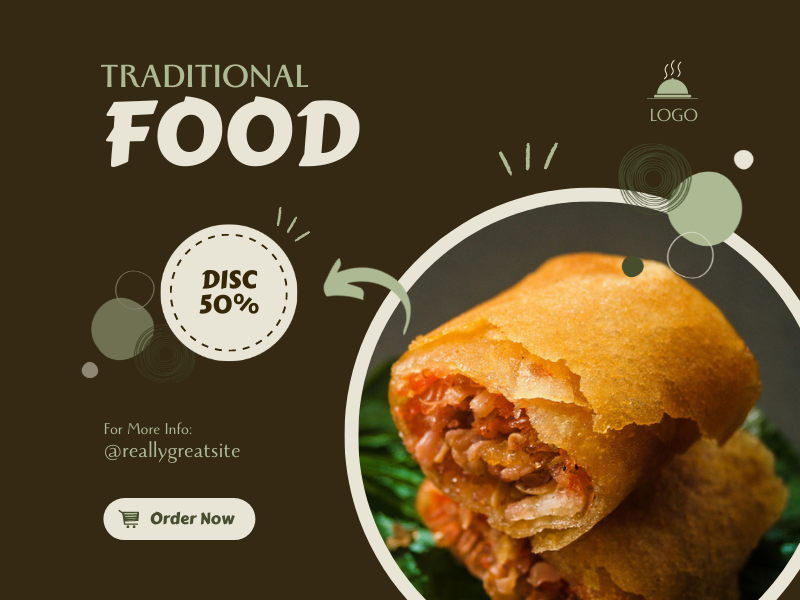 TRADITIONAL
FOOD
LOGO
DISC
50%
For More Info:
@reallygreatsite
Order Now